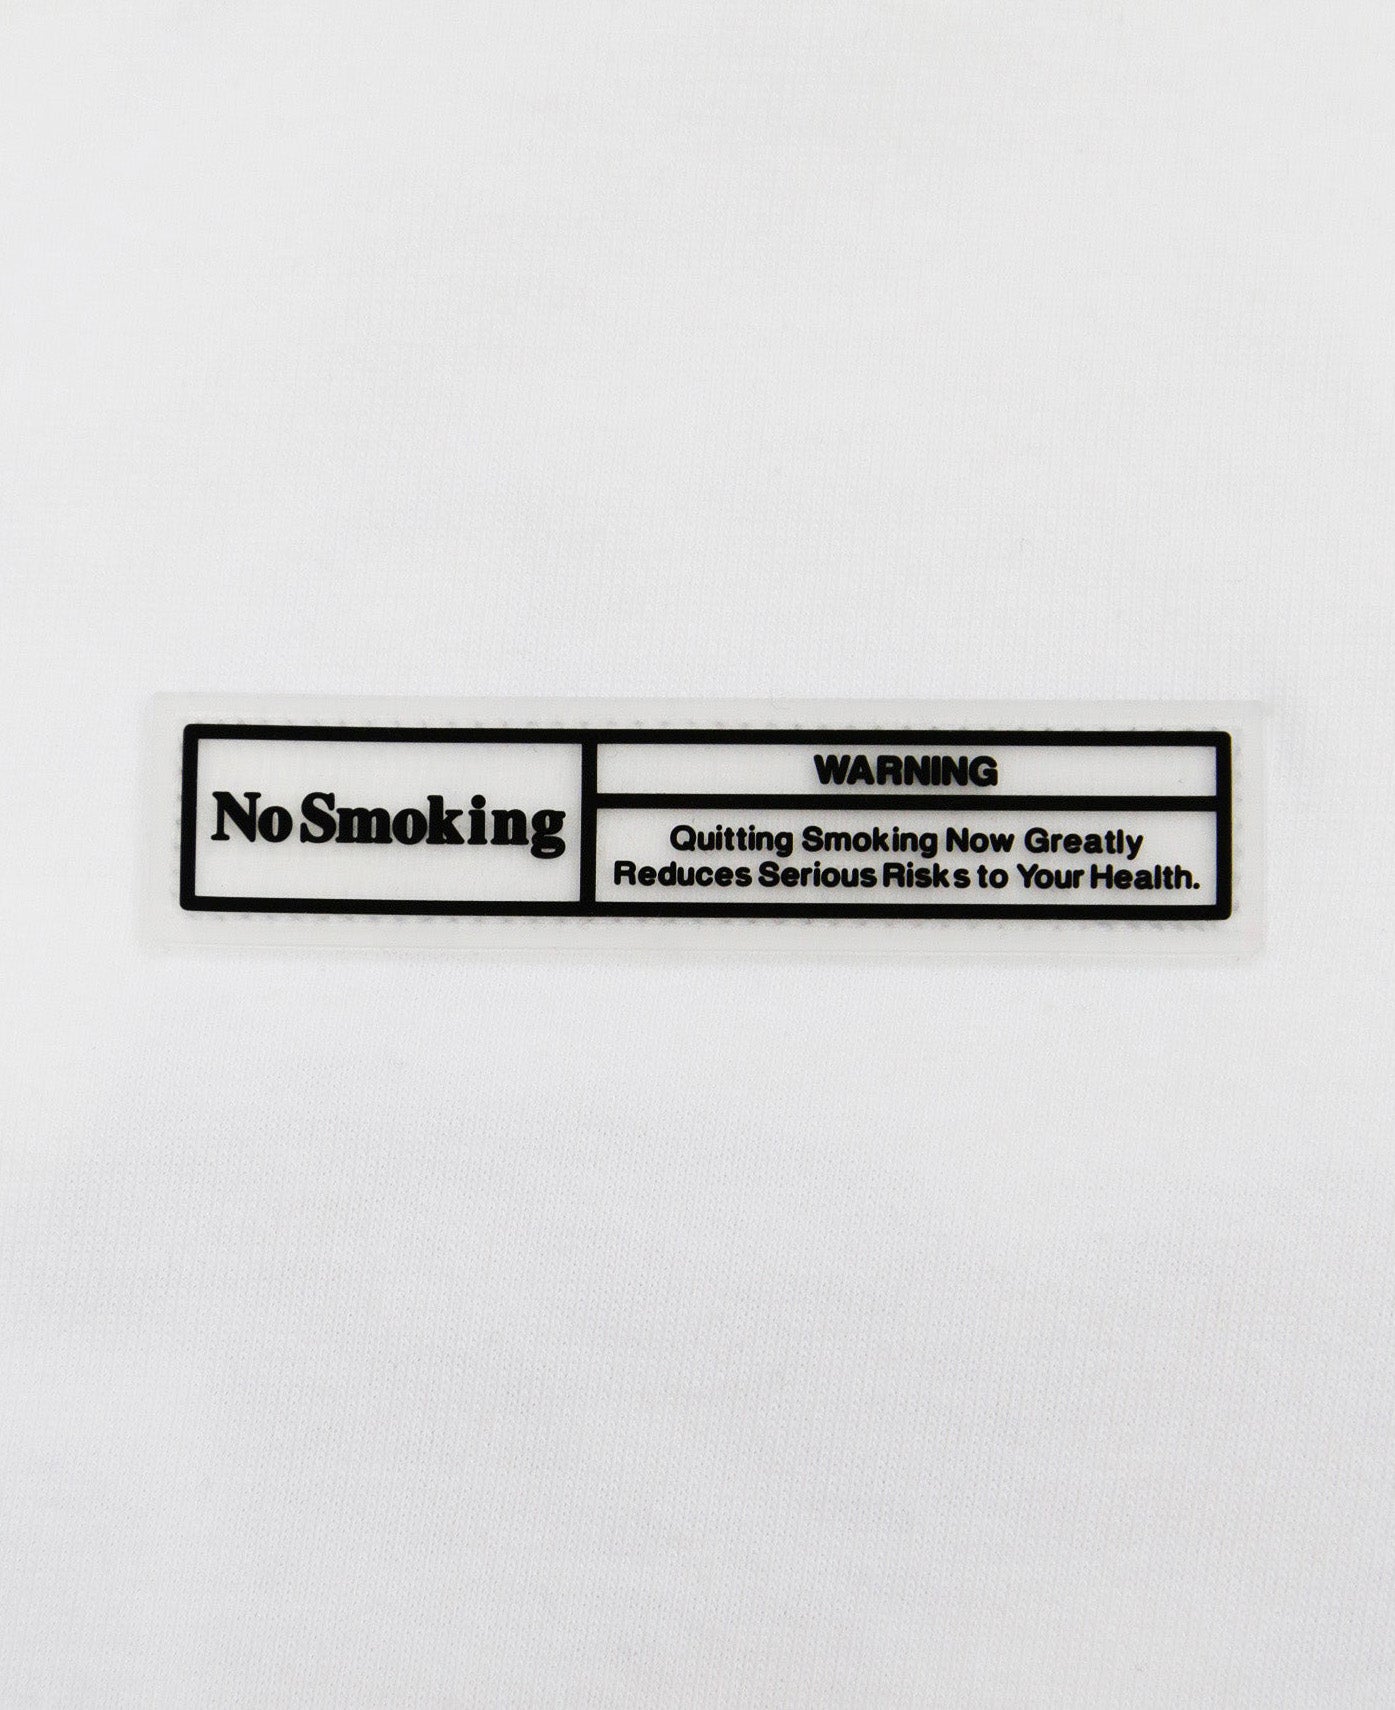 No Smoking
WARNING
Quitting Smoking Now Greatly
Reduces Serious Risks to Your Health.